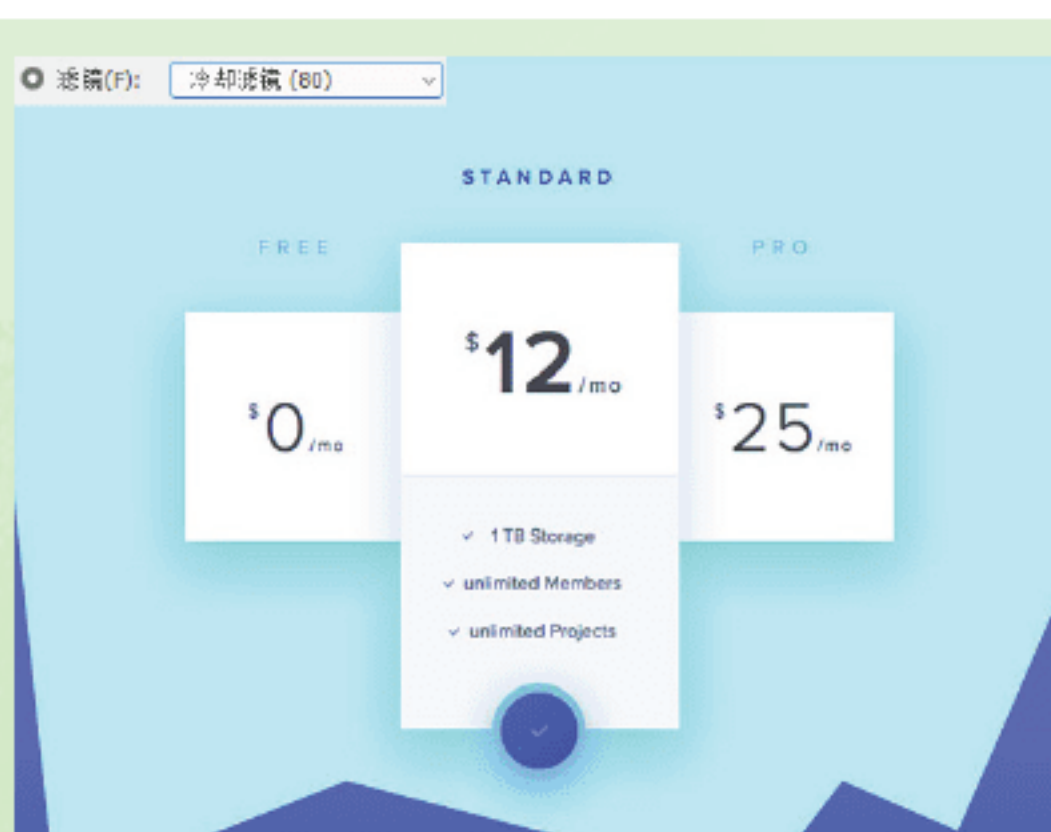 滤镜(F): 冷却滤镜 (80)
STANDARD
FREE
PRO
$12/mo
$0/mo
$25/mo
1 TB Storage
unlimited Members
unlimited Projects